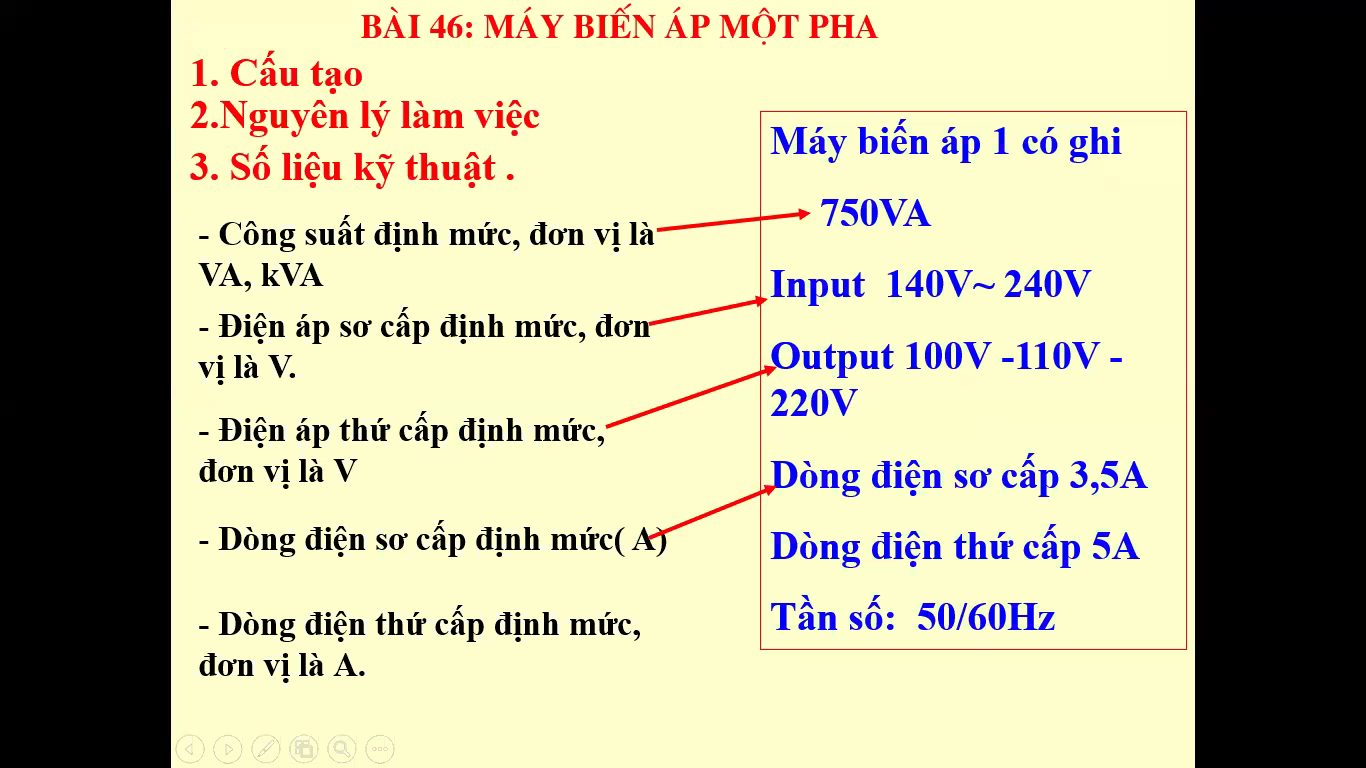 BÀI 46: MÁY BIẾN ÁP MỘT PHA
1. Cấu tạo
2.Nguyên lý làm việc
3. Số liệu kỹ thuật .
- Công suất định mức, đơn vị là
VA, kVA
- Điện áp sơ cấp định mức, đơn
vị là V.
- Điện áp thứ cấp định mức,
đơn vị là V
- Dòng điện sơ cấp định mức( A)
- Dòng điện thứ cấp định mức,
đơn vị là A.
Máy biến áp 1 có ghi
750VA
Input 140V~ 240V
Output 100V -110V -
220V
Dòng điện sơ cấp 3,5A
Dòng điện thứ cấp 5A
Tần số: 50/60Hz